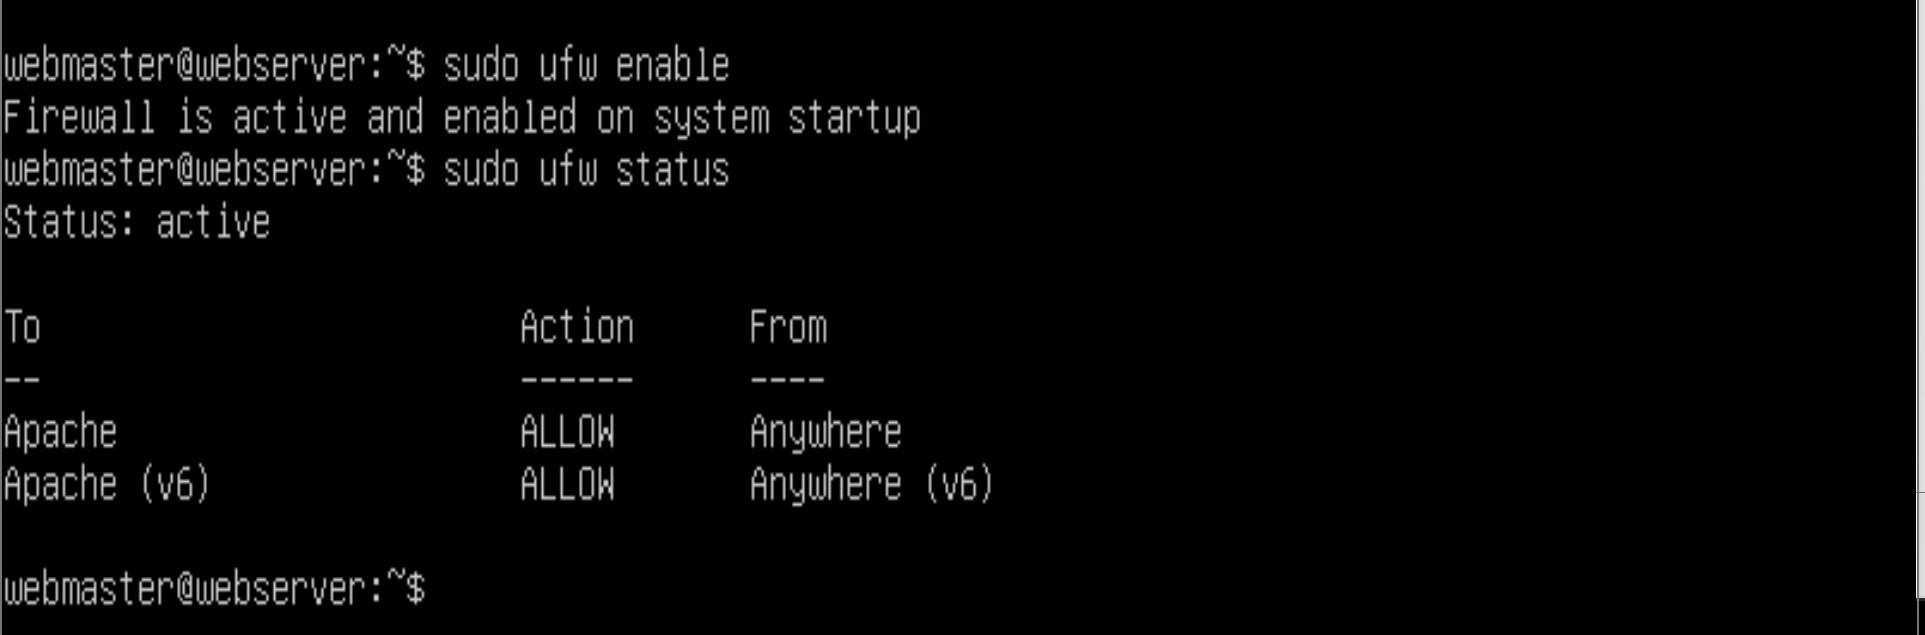 webmaster@webserver:~$ sudo ufw enable
Firewall is active and enabled on system startup
webmaster@webserver:~$ sudo ufw status
Status: active
To                         Action      From
--                         ------      ----
Apache                     ALLOW       Anywhere
Apache (v6)                ALLOW       Anywhere (v6)
webmaster@webserver:~$